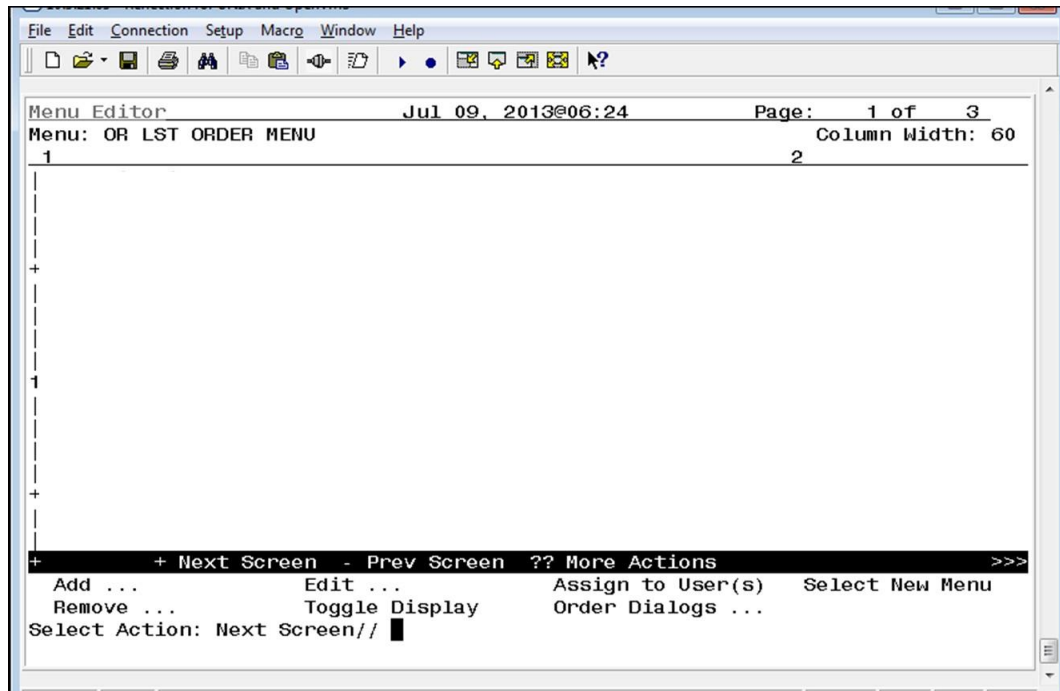 File Edit Connection Setup Macro Window Help
Menu Editor Jul 09, 2013@06:24 Page: 1 of 3
Menu: OR LST ORDER MENU Column Width: 60
1 2
|
|
|
|
+
|
|
|
|
1
|
|
|
|
+
|
|
+ + Next Screen - Prev Screen ?? More Actions >>>
Add ... Edit ... Assign to User(s) Select New Menu
Remove ... Toggle Display Order Dialogs ...
Select Action: Next Screen//